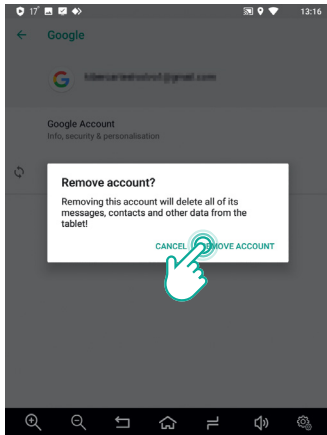 17°
13:16
Google
Google Account
Info, security & personalisation
Remove account?
Removing this account will delete all of its
messages, contacts and other data from the
tablet!
CANCEL
ACCOUNT